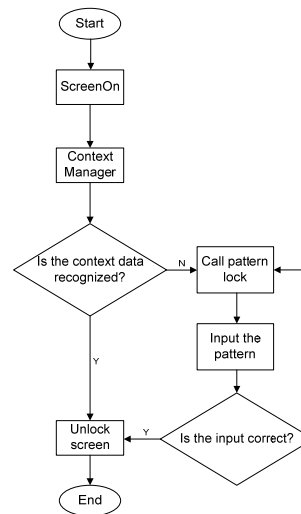 Start
ScreenOn
Context
Manager
Is the context data
recognized?
N
Call pattern
lock
Input the
pattern
Y
Unlock
screen
Y
Is the input correct?
End